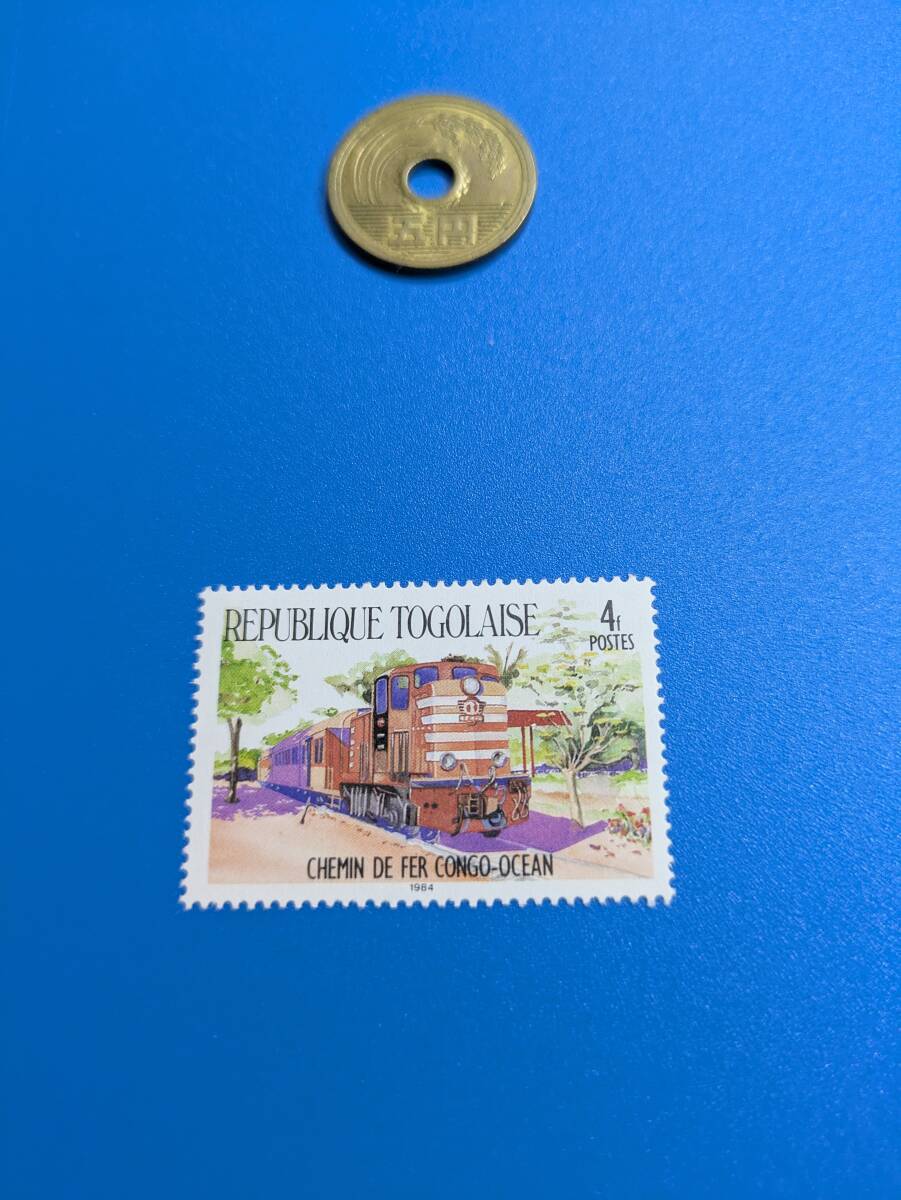 五円
REPUBLIQUE TOGOLAISE
4f
POSTES
CHEMIN DE FER CONGO-OCEAN
1984